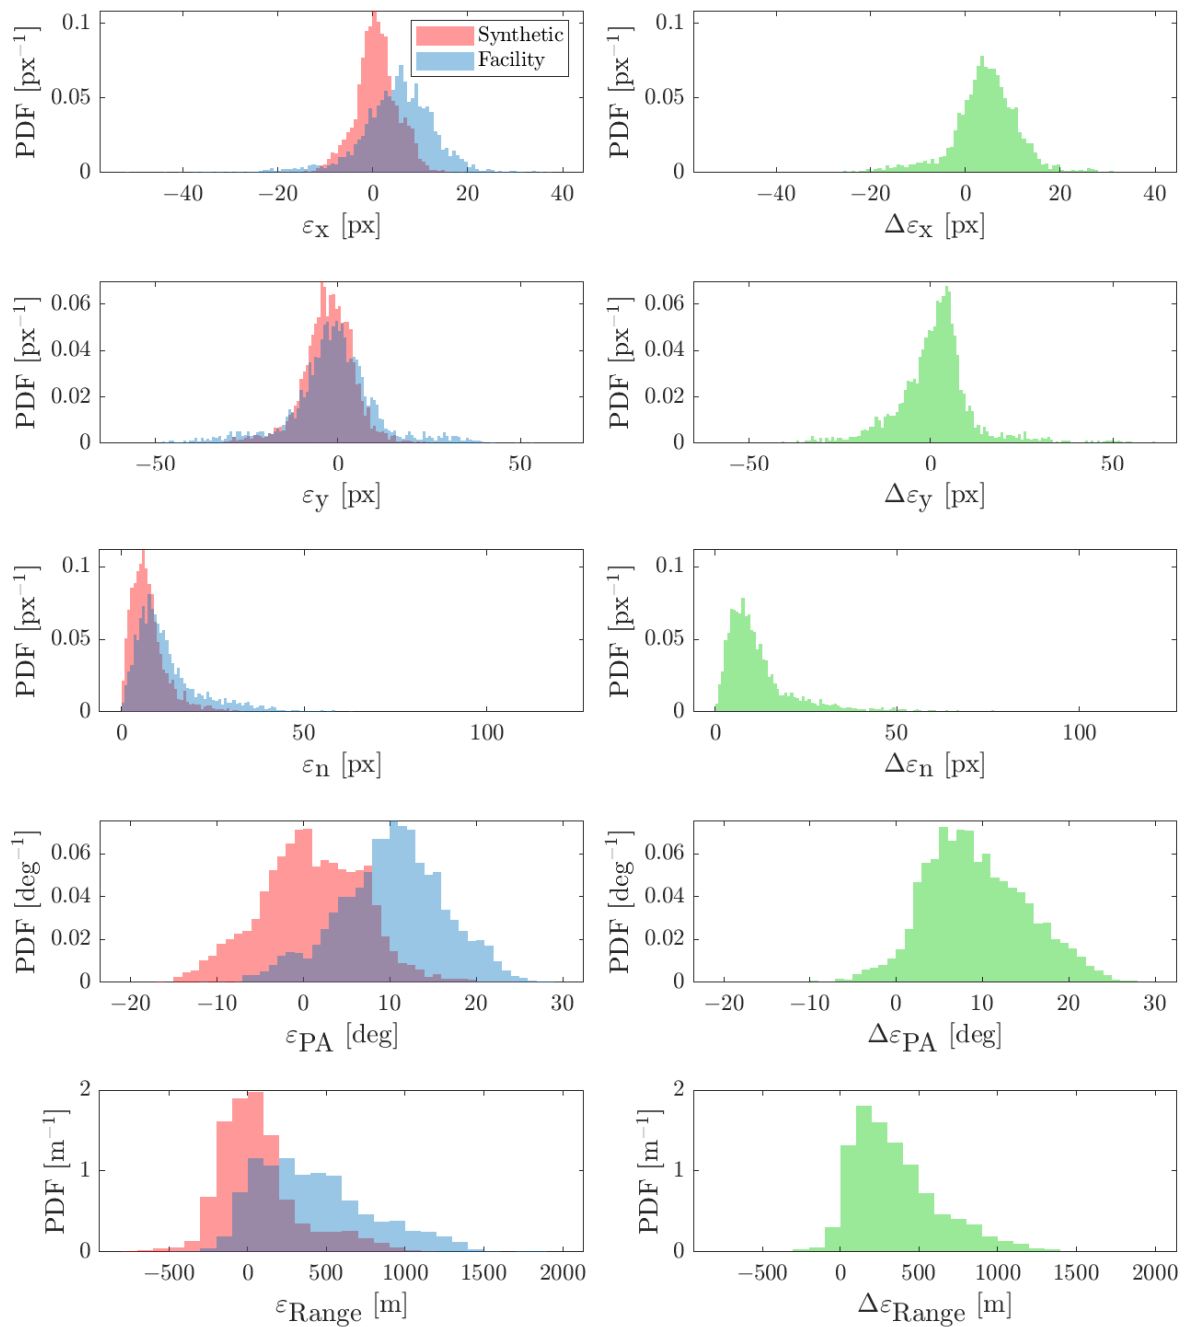 PDF [px⁻¹]
0.1
0.05
0
Synthetic
Facility
−40 −20 0 20 40
εx [px]
PDF [px⁻¹]
0.1
0.05
0
−40 −20 0 20 40
Δεx [px]
PDF [px⁻¹]
0.06
0.04
0.02
0
−50 0 50
εy [px]
PDF [px⁻¹]
0.06
0.04
0.02
0
−50 0 50
Δεy [px]
PDF [px⁻¹]
0.1
0.05
0
0 50 100
εn [px]
PDF [px⁻¹]
0.1
0.05
0
0 50 100
Δεn [px]
PDF [deg⁻¹]
0.06
0.04
0.02
0
−20 −10 0 10 20 30
εPA [deg]
PDF [deg⁻¹]
0.06
0.04
0.02
0
−20 −10 0 10 20 30
ΔεPA [deg]
PDF [m⁻¹]
2
1
0
−500 0 500 1000 1500 2000
εRange [m]
PDF [m⁻¹]
2
1
0
−500 0 500 1000 1500 2000
ΔεRange [m]